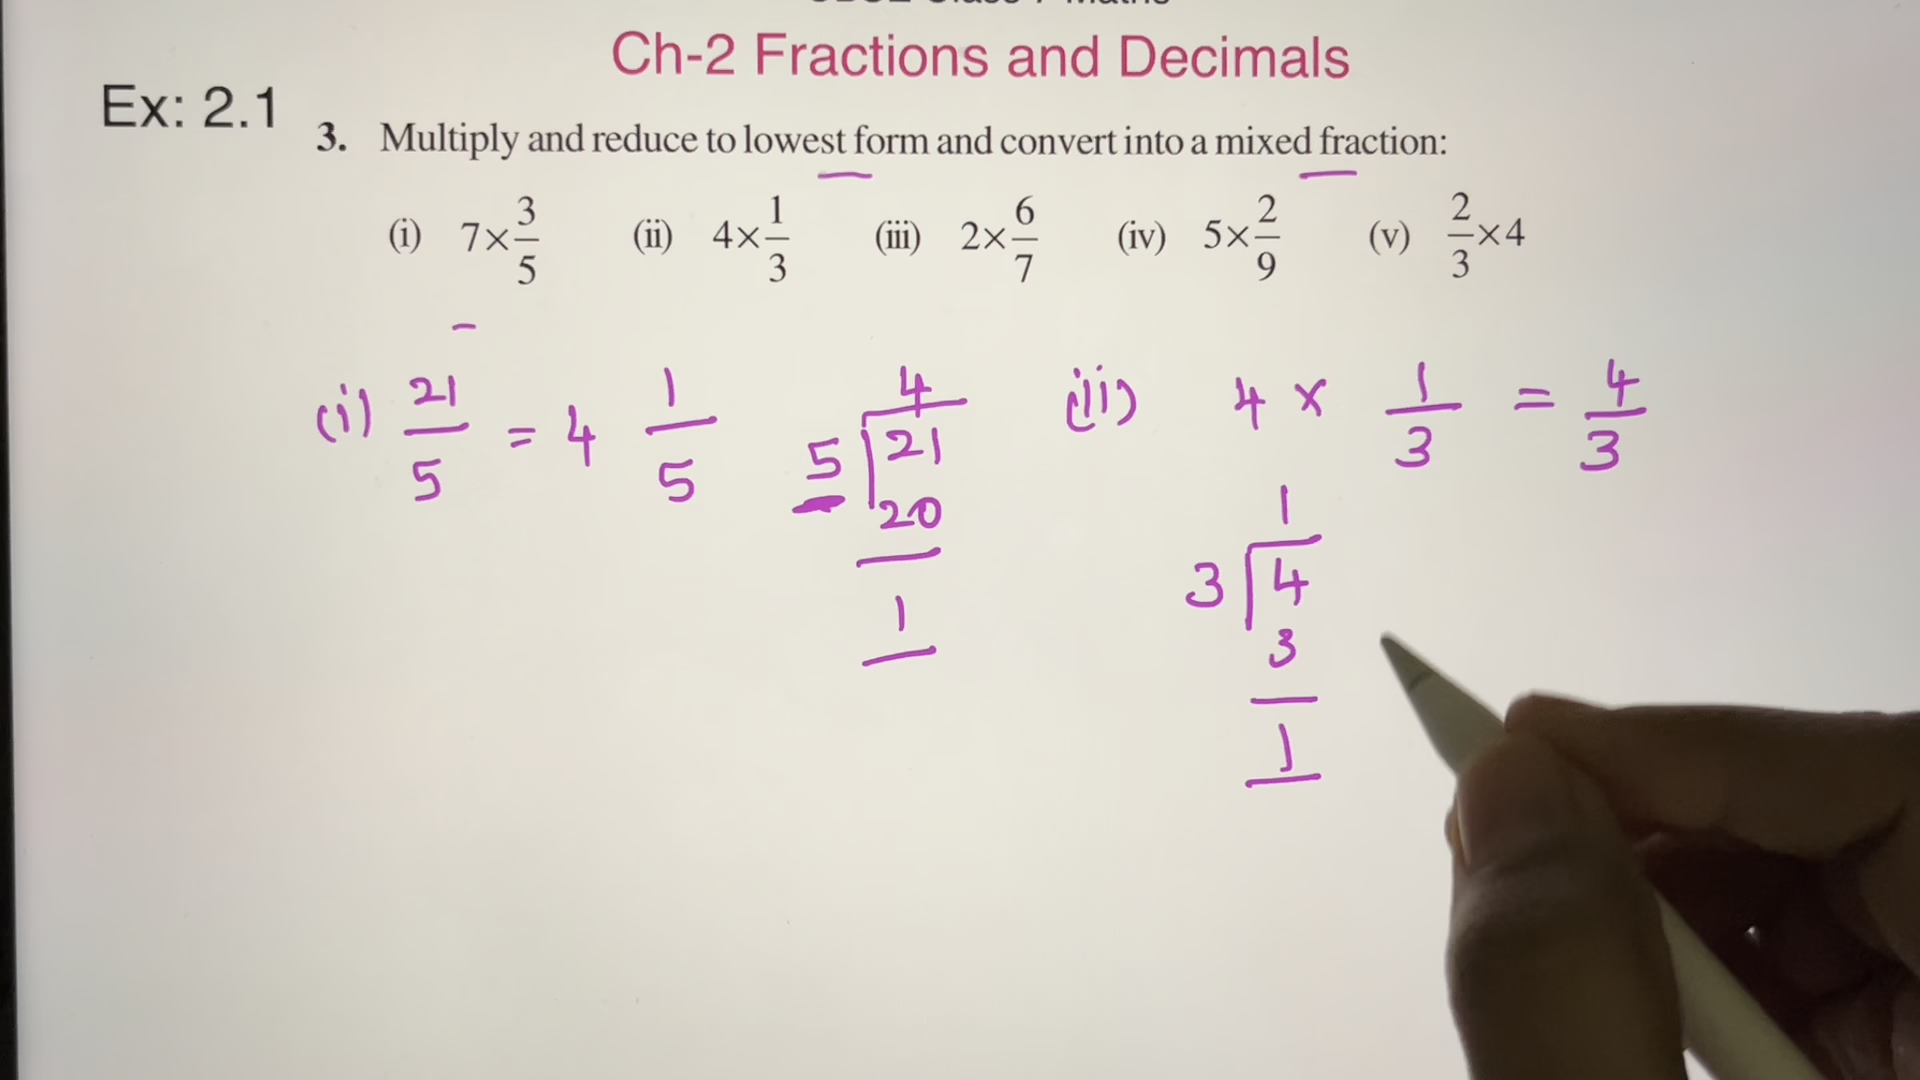 Ch-2 Fractions and Decimals
Ex: 2.1
3. Multiply and reduce to lowest form and convert into a mixed fraction:
(i) 7×3/5 (ii) 4×1/3 (iii) 2×6/7 (iv) 5×2/9 (v) 2/3×4
(i) 21/5 = 4 1/5
4
5 21
20
1
(ii) 4 × 1/3 = 4/3
1
3 4
3
1